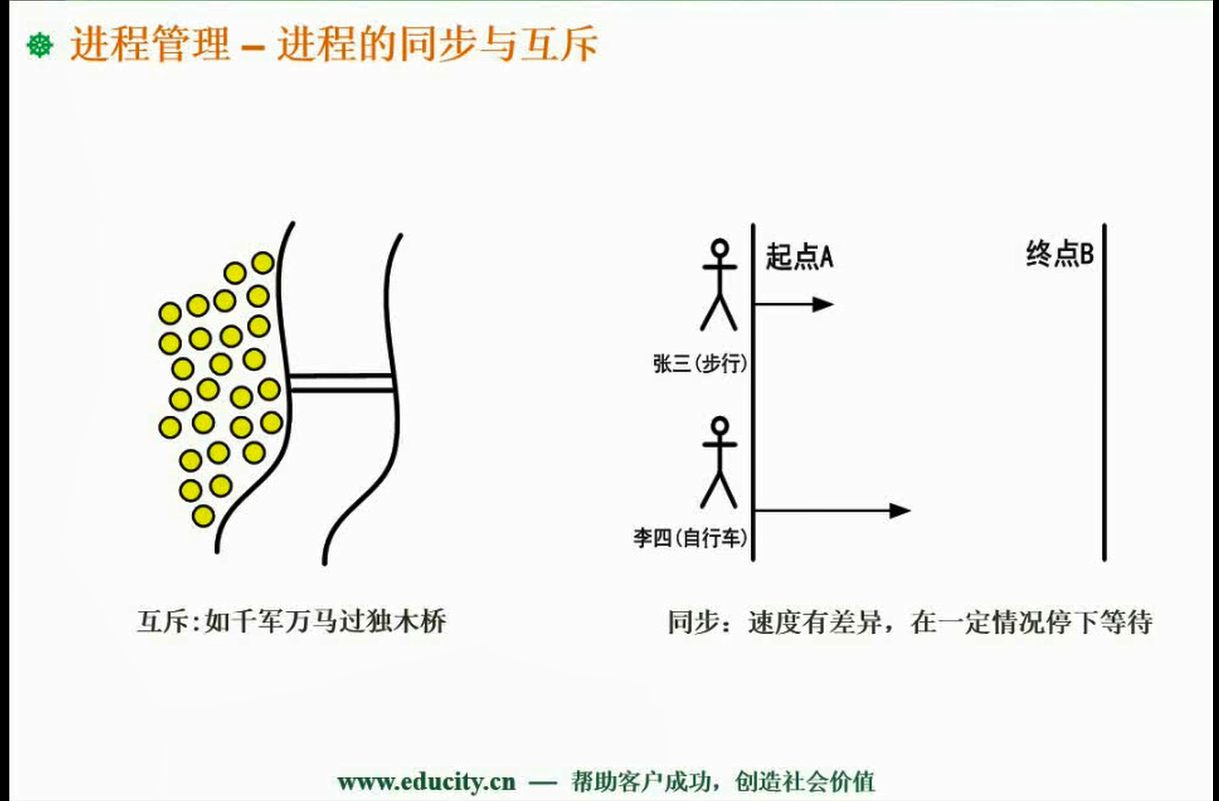 进程管理 – 进程的同步与互斥
起点A
终点B
张三(步行)
李四(自行车)
互斥:如千军万马过独木桥
同步：速度有差异，在一定情况停下等待
www.educity.cn — 帮助客户成功，创造社会价值